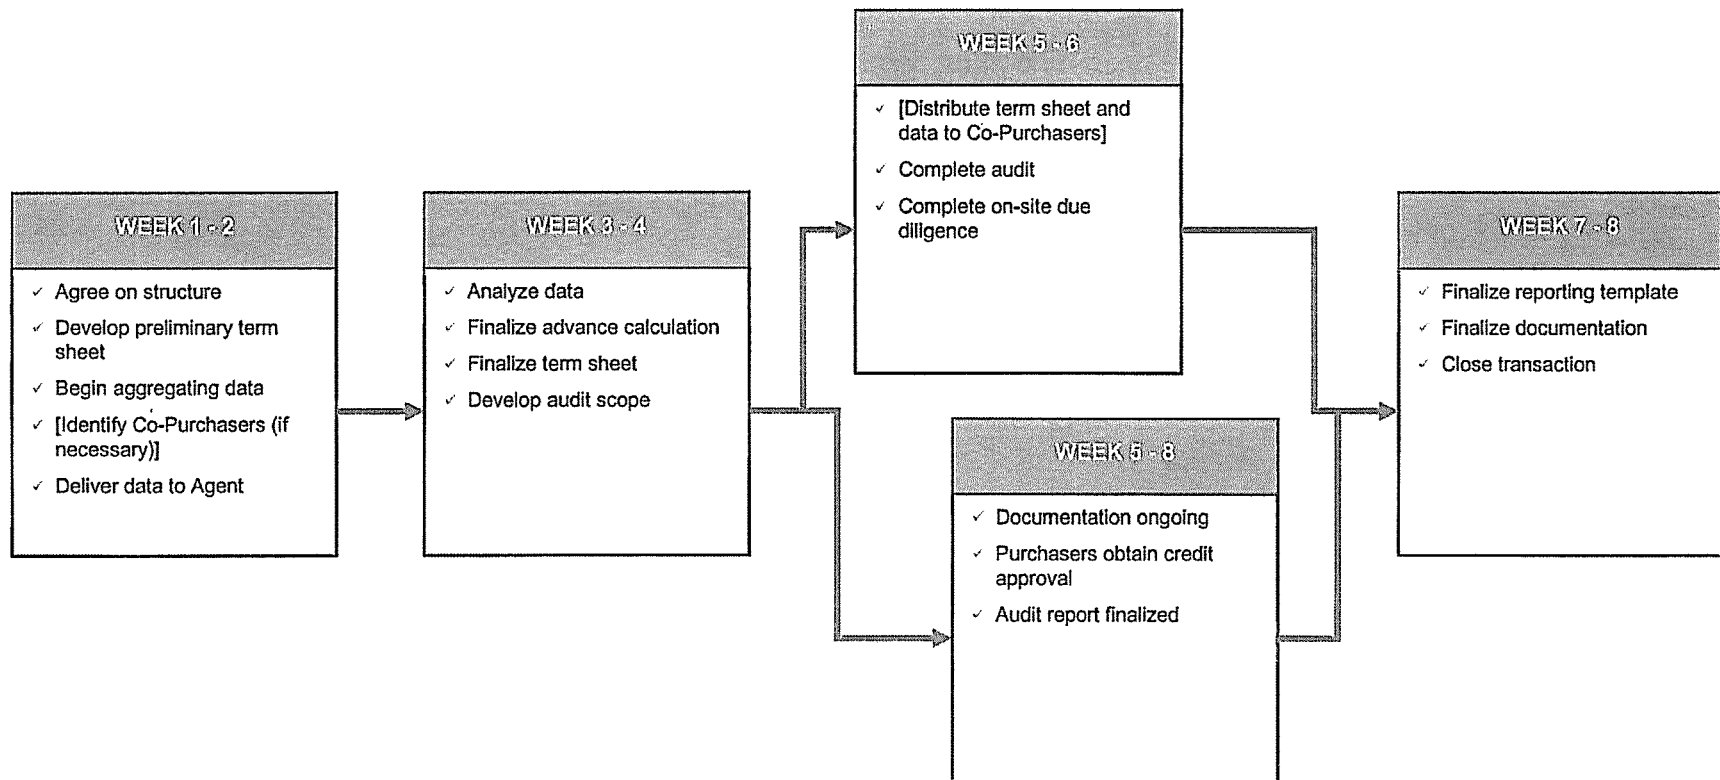 WEEK 1 - 2
✓ Agree on structure
✓ Develop preliminary term
sheet
✓ Begin aggregating data
✓ [Identify Co-Purchasers (if
necessary)]
✓ Deliver data to Agent
WEEK 3 - 4
✓ Analyze data
✓ Finalize advance calculation
✓ Finalize term sheet
✓ Develop audit scope
WEEK 5 - 6
✓ [Distribute term sheet and
data to Co-Purchasers]
✓ Complete audit
✓ Complete on-site due
diligence
WEEK 5 - 8
✓ Documentation ongoing
✓ Purchasers obtain credit
approval
✓ Audit report finalized
WEEK 7 - 8
✓ Finalize reporting template
✓ Finalize documentation
✓ Close transaction